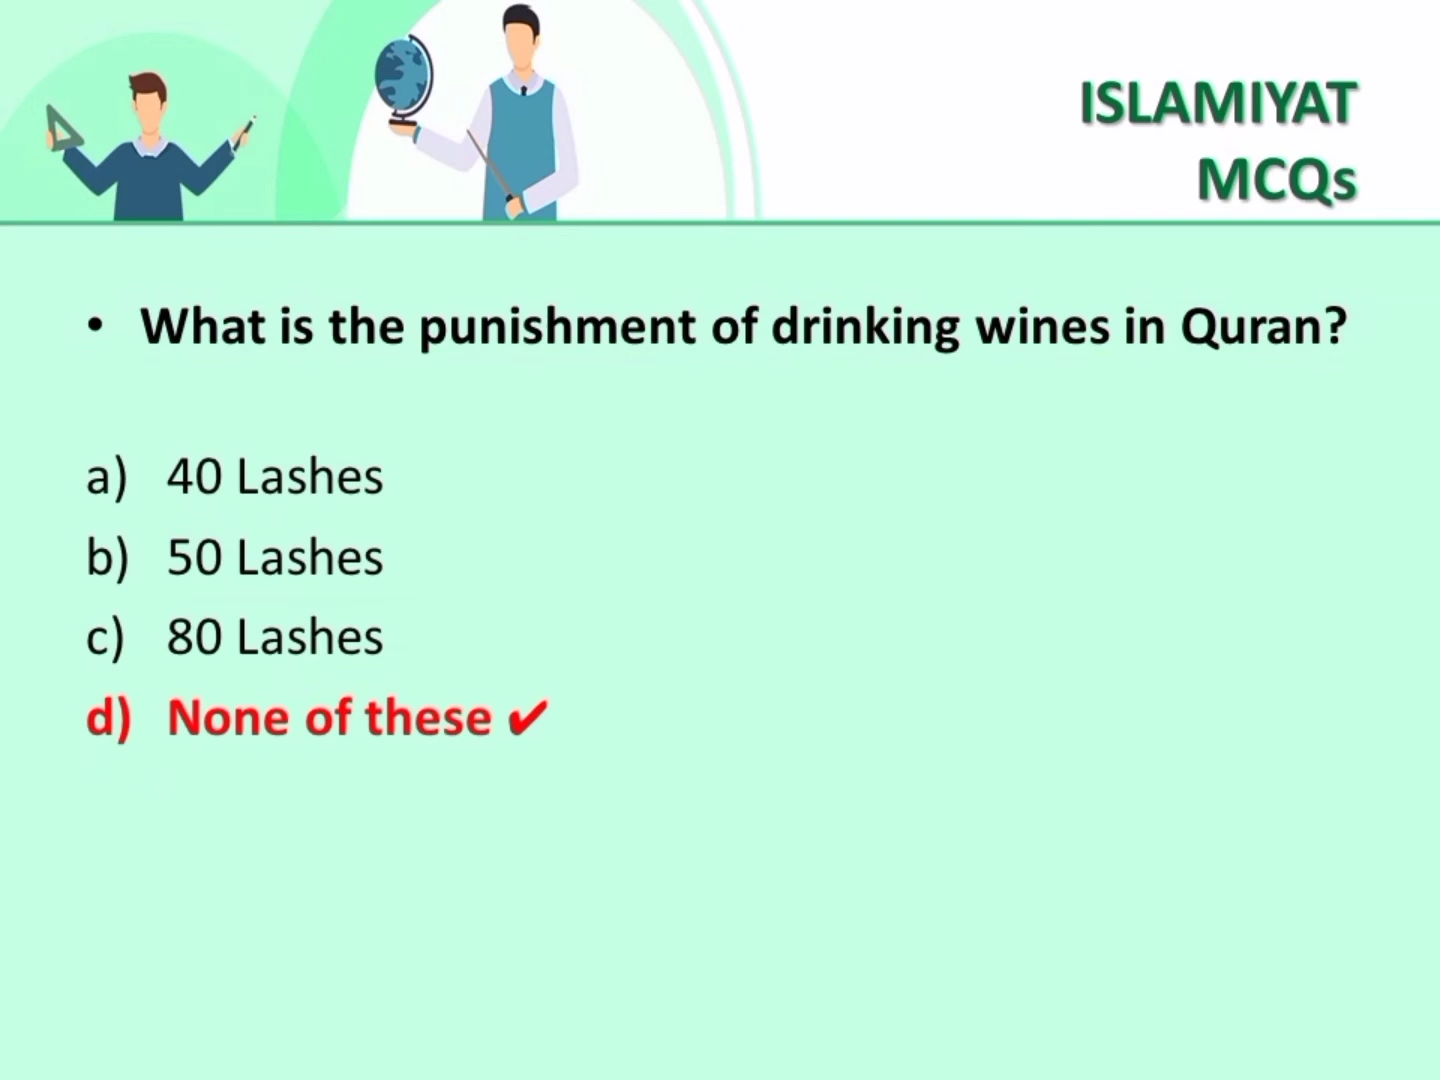 ISLAMIYAT
MCQs
• What is the punishment of drinking wines in Quran?
a) 40 Lashes
b) 50 Lashes
c) 80 Lashes
d) None of these ✔